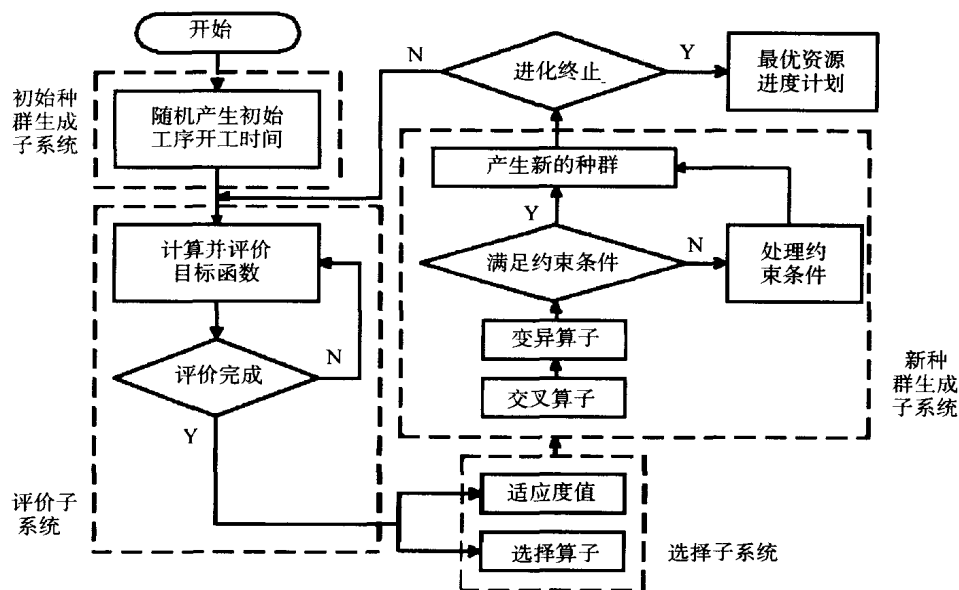 开始
初始种
群生成
子系统
随机产生初始
工序开工时间
计算并评价
目标函数
评价完成
N
Y
评价子
系统
适应度值
选择算子
选择子系统
交叉算子
变异算子
满足约束条件
N
处理约
束条件
Y
产生新的种群
新种
群生成
子系统
进化终止
N
Y
最优资源
进度计划